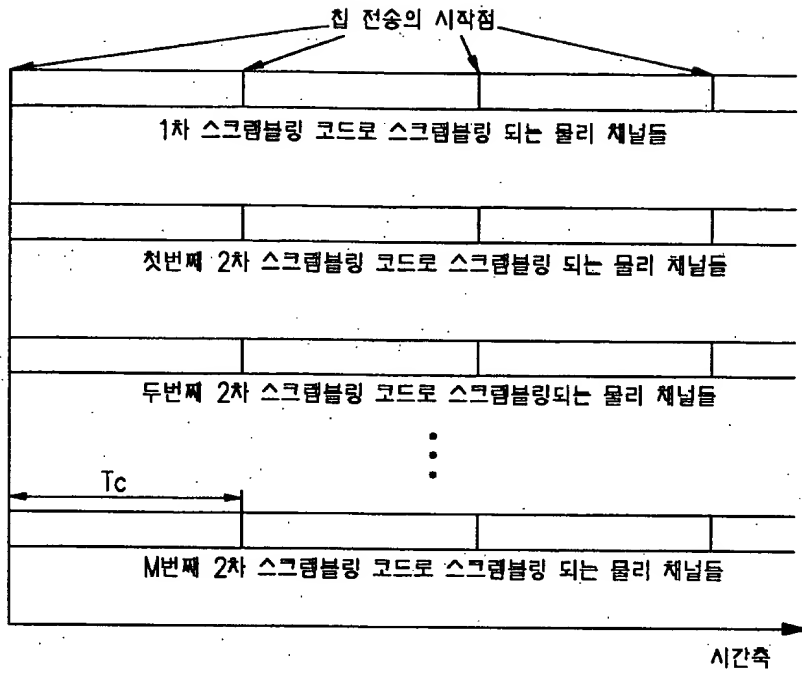 칩 전송의 시작점
1차 스크램블링 코드로 스크램블링 되는 물리 채널들
첫번째 2차 스크램블링 코드로 스크램블링 되는 물리 채널들
두번째 2차 스크램블링 코드로 스크램블링되는 물리 채널들
Tc
M번째 2차 스크램블링 코드로 스크램블링 되는 물리 채널들
시간축